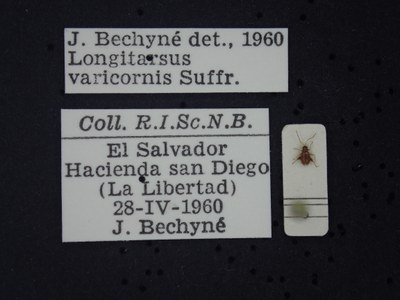 J. Bechyné det., 1960
Longitarsus
varicornis Suffr.
Coll. R.I.Sc.N.B.
El Salvador
Hacienda san Diego
(La Libertad)
28-IV-1960
J. Bechyné